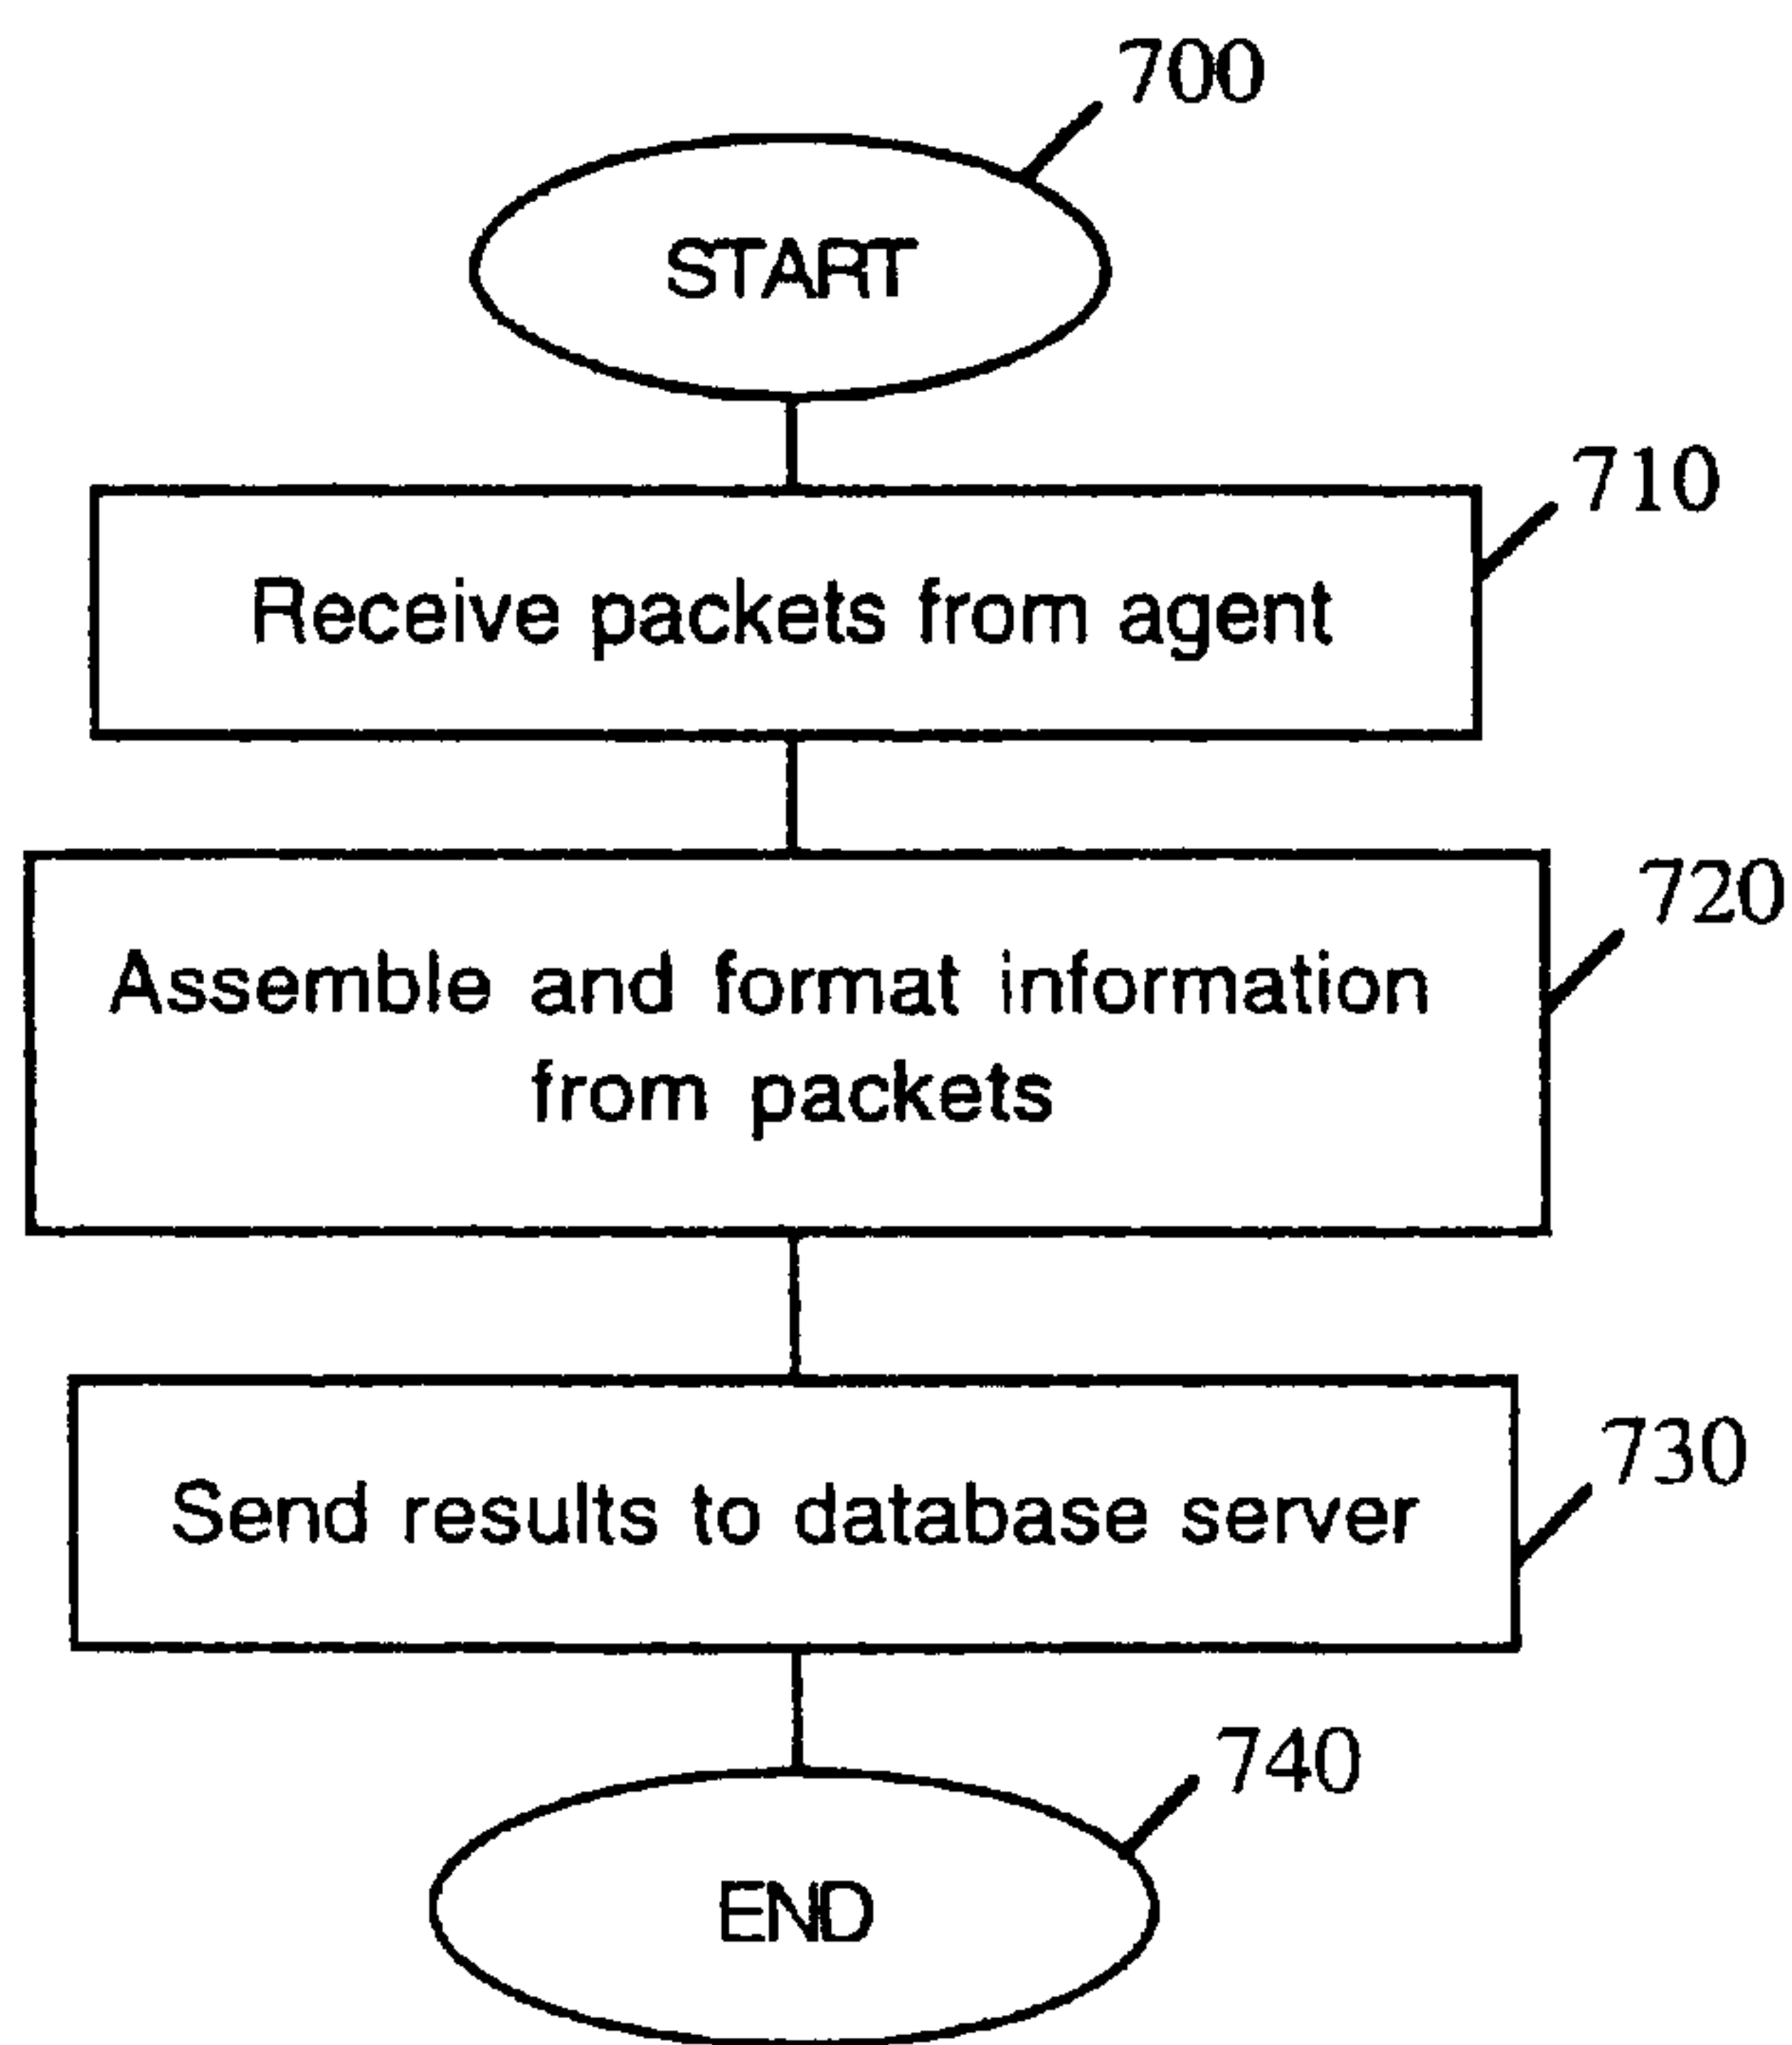 700
START
710
Receive packets from agent
720
Assemble and format information
from packets
730
Send results to database server
740
END